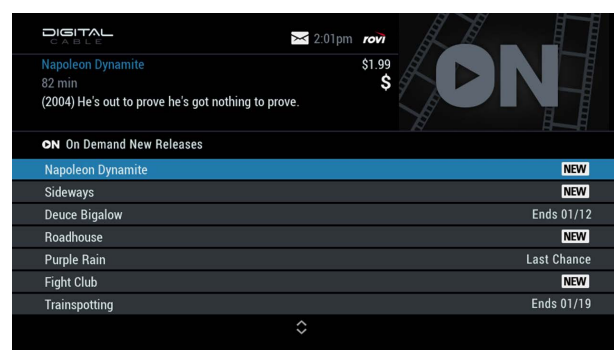 DIGITAL
CABLE
2:01pm rovi
Napoleon Dynamite $1.99
82 min $
(2004) He's out to prove he's got nothing to prove.
ON
ON On Demand New Releases
Napoleon Dynamite NEW
Sideways NEW
Deuce Bigalow Ends 01/12
Roadhouse NEW
Purple Rain Last Chance
Fight Club NEW
Trainspotting Ends 01/19